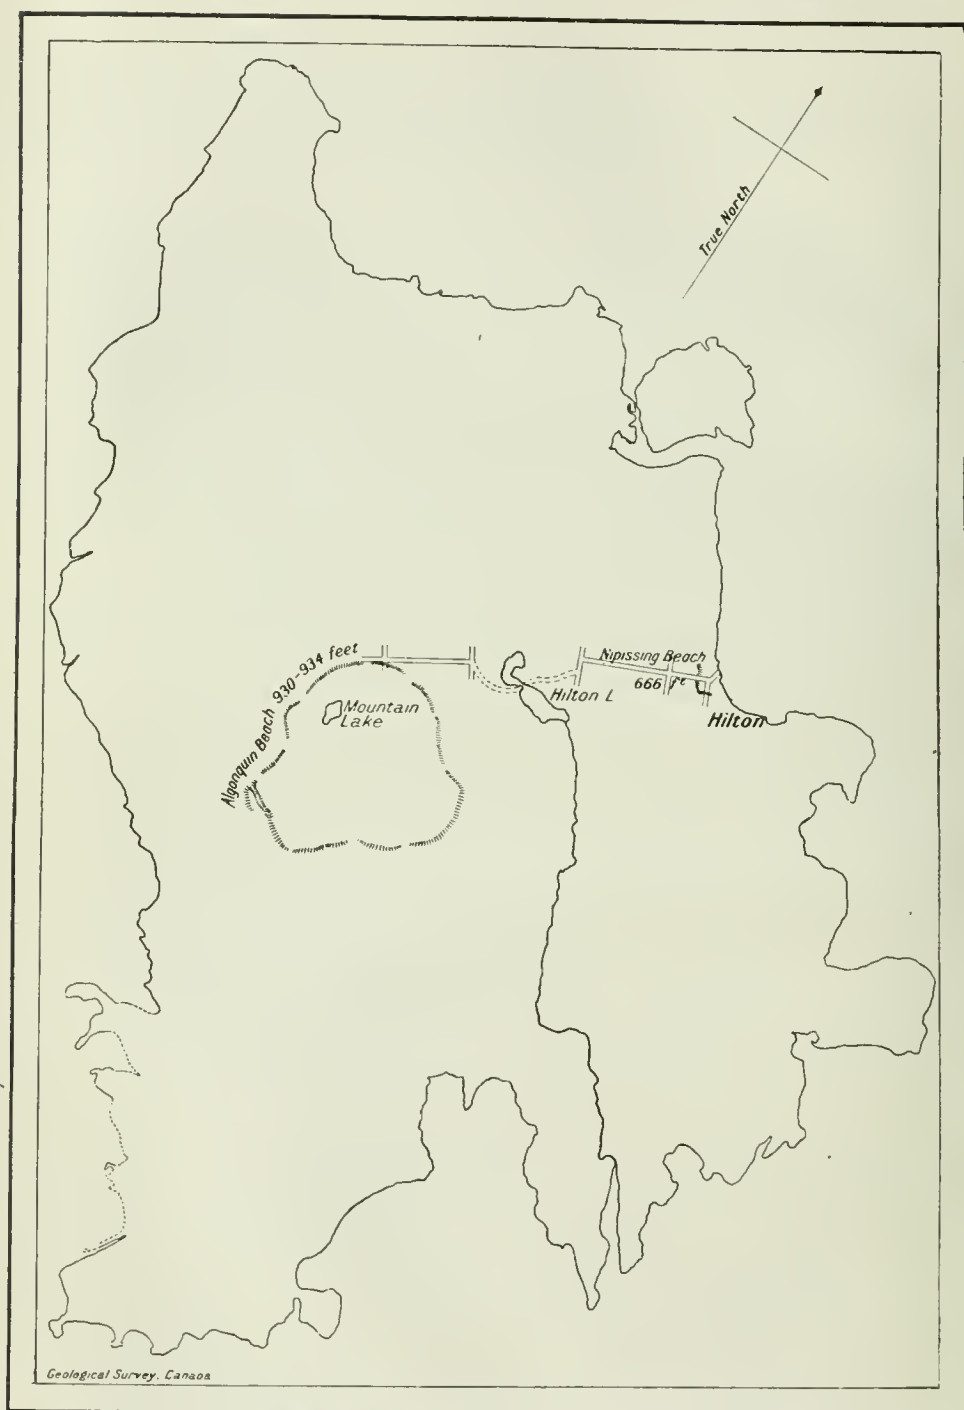 True North
Algonquin Beach 930-934 feet
Mountain
Lake
Nipissing Beach
666 ft
Hilton L
Hilton
Geological Survey, Canada